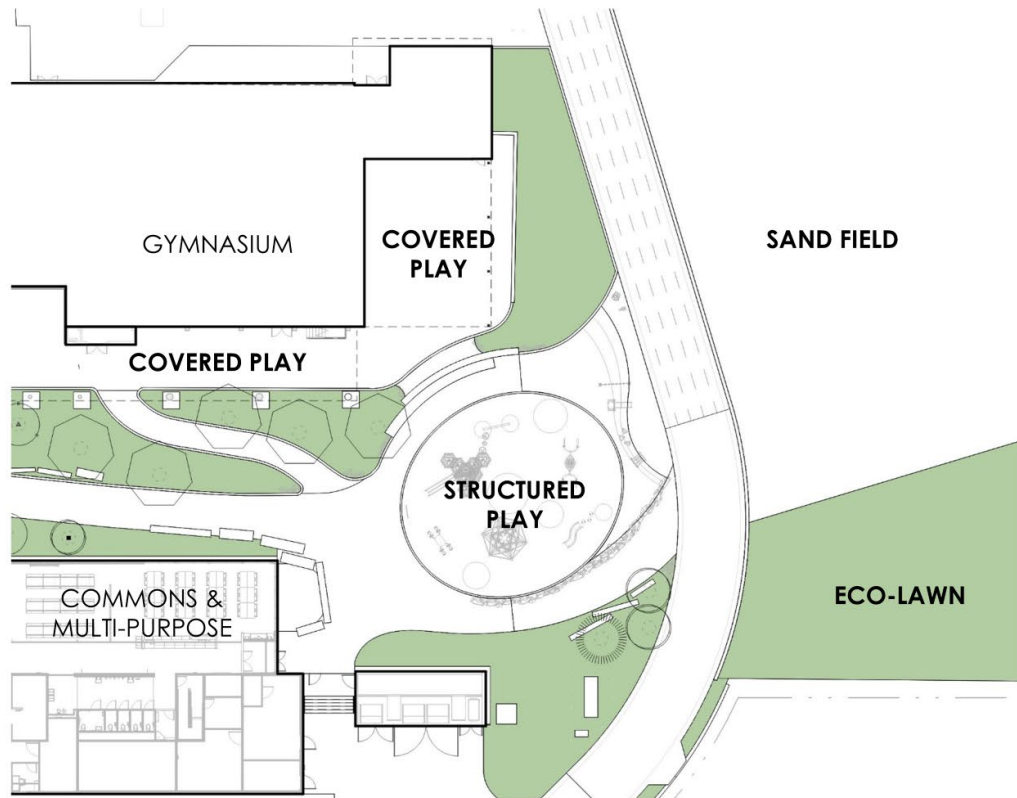 GYMNASIUM
COVERED
PLAY
SAND FIELD
COVERED PLAY
STRUCTURED
PLAY
COMMONS &
MULTI-PURPOSE
ECO-LAWN